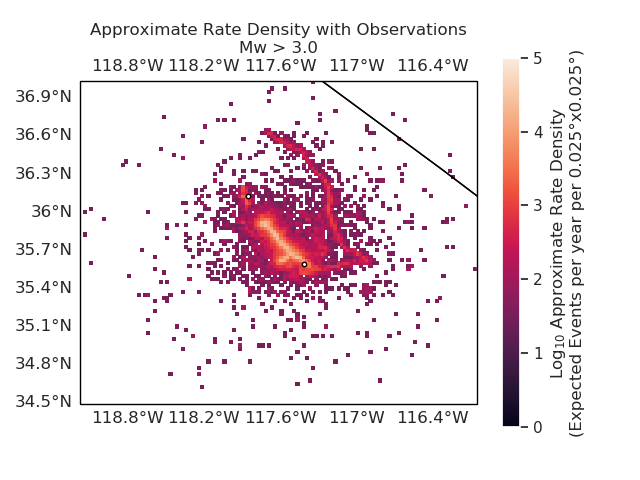 Approximate Rate Density with Observations
Mw > 3.0
118.8°W 118.2°W 117.6°W 117°W 116.4°W
36.9°N
36.6°N
36.3°N
36°N
35.7°N
35.4°N
35.1°N
34.8°N
34.5°N
118.8°W 118.2°W 117.6°W 117°W 116.4°W
5
4
3
2
1
0
Log₁₀ Approximate Rate Density
(Expected Events per year per 0.025°x0.025°)